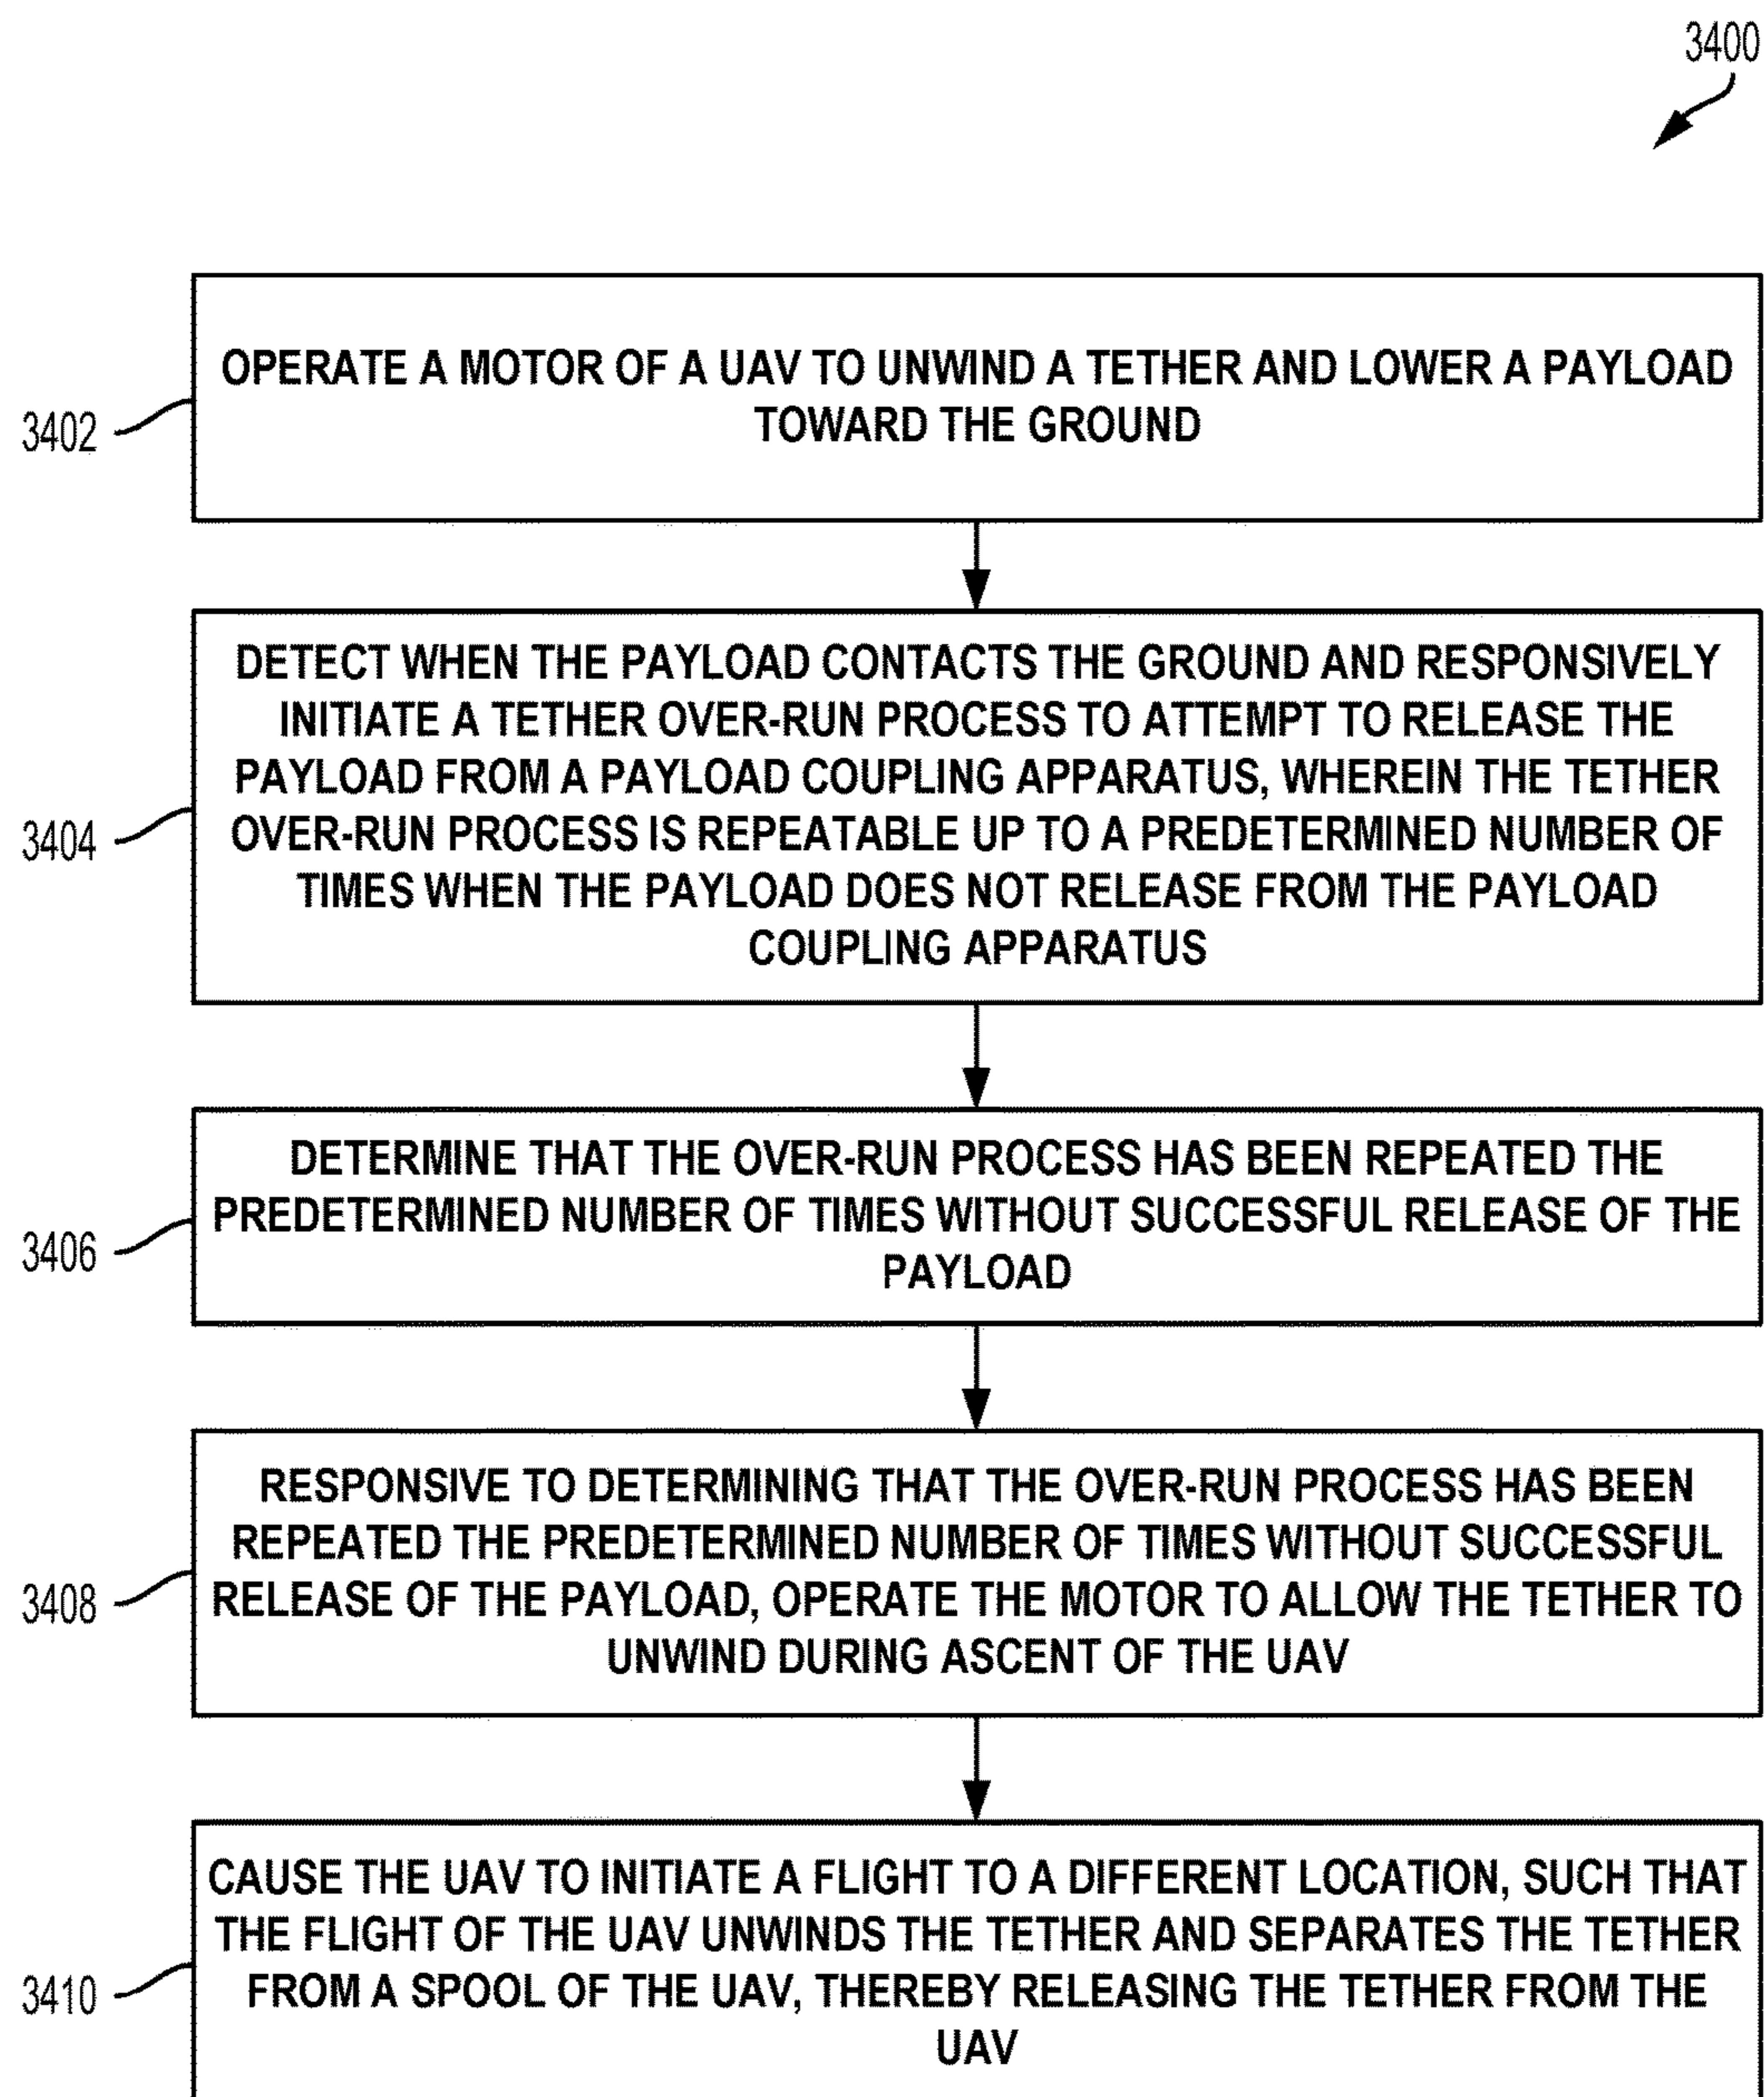 3400
3402
OPERATE A MOTOR OF A UAV TO UNWIND A TETHER AND LOWER A PAYLOAD
TOWARD THE GROUND
3404
DETECT WHEN THE PAYLOAD CONTACTS THE GROUND AND RESPONSIVELY
INITIATE A TETHER OVER-RUN PROCESS TO ATTEMPT TO RELEASE THE
PAYLOAD FROM A PAYLOAD COUPLING APPARATUS, WHEREIN THE TETHER
OVER-RUN PROCESS IS REPEATABLE UP TO A PREDETERMINED NUMBER OF
TIMES WHEN THE PAYLOAD DOES NOT RELEASE FROM THE PAYLOAD
COUPLING APPARATUS
3406
DETERMINE THAT THE OVER-RUN PROCESS HAS BEEN REPEATED THE
PREDETERMINED NUMBER OF TIMES WITHOUT SUCCESSFUL RELEASE OF THE
PAYLOAD
3408
RESPONSIVE TO DETERMINING THAT THE OVER-RUN PROCESS HAS BEEN
REPEATED THE PREDETERMINED NUMBER OF TIMES WITHOUT SUCCESSFUL
RELEASE OF THE PAYLOAD, OPERATE THE MOTOR TO ALLOW THE TETHER TO
UNWIND DURING ASCENT OF THE UAV
3410
CAUSE THE UAV TO INITIATE A FLIGHT TO A DIFFERENT LOCATION, SUCH THAT
THE FLIGHT OF THE UAV UNWINDS THE TETHER AND SEPARATES THE TETHER
FROM A SPOOL OF THE UAV, THEREBY RELEASING THE TETHER FROM THE
UAV